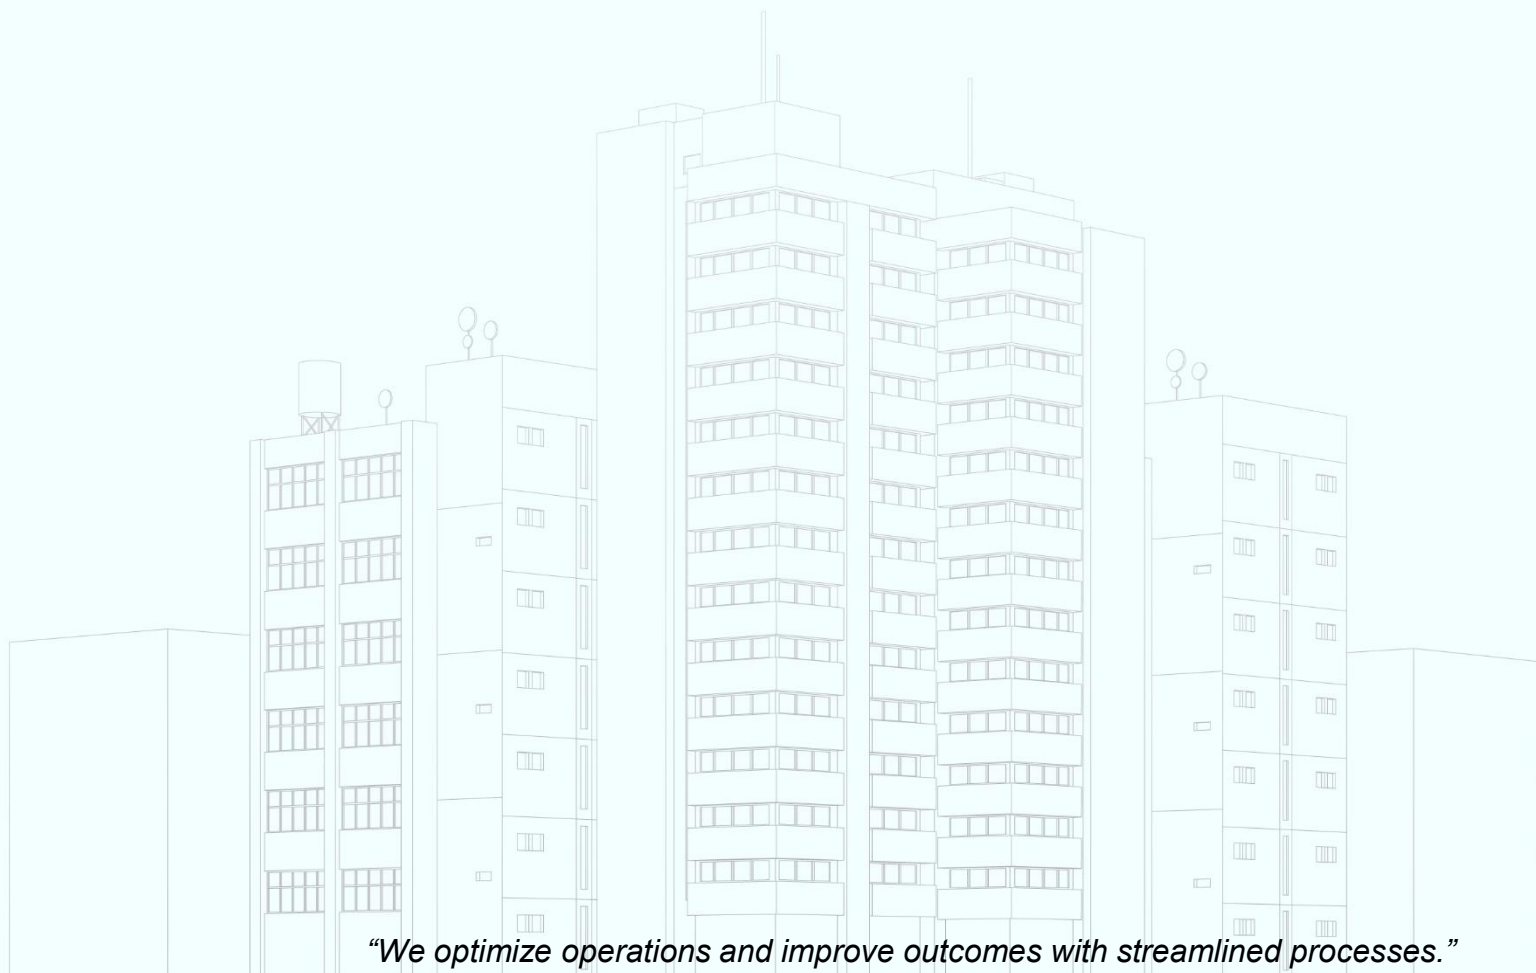 “We optimize operations and improve outcomes with streamlined processes.”